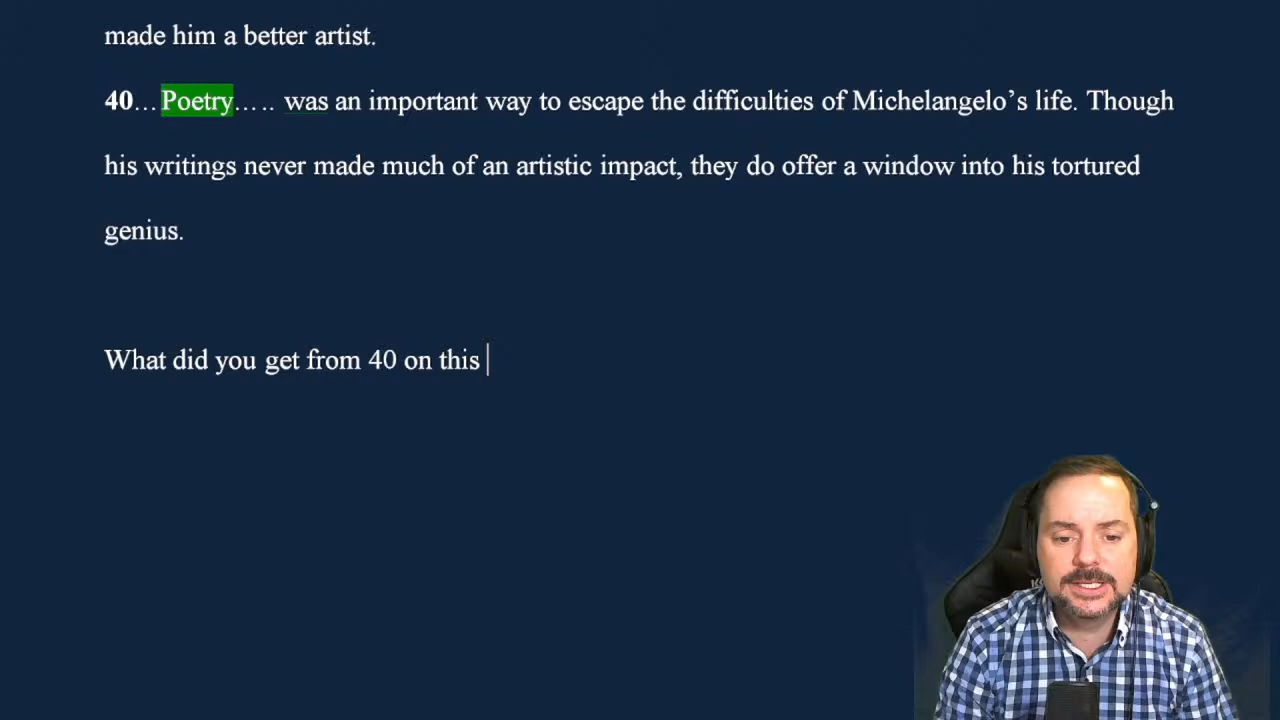 made him a better artist.
40…Poetry….. was an important way to escape the difficulties of Michelangelo’s life. Though
his writings never made much of an artistic impact, they do offer a window into his tortured
genius.
What did you get from 40 on this